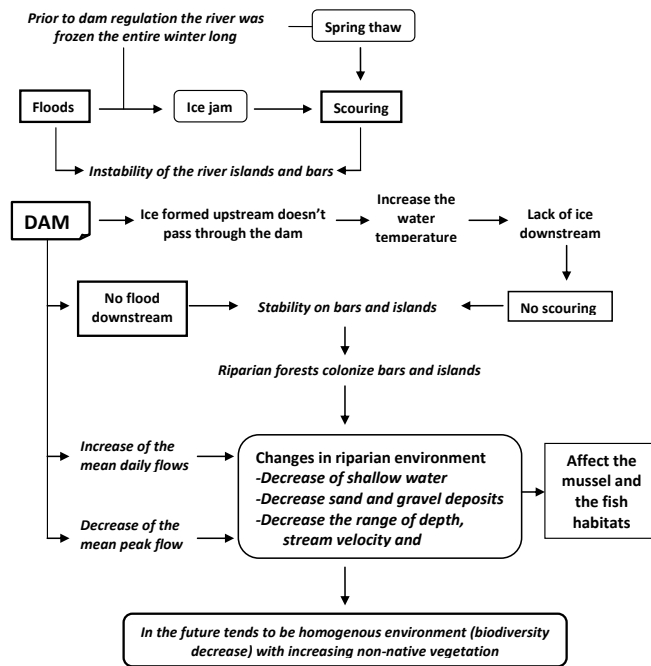 Prior to dam regulation the river was
frozen the entire winter long
Spring thaw
Floods
Ice jam
Scouring
Instability of the river islands and bars
DAM
Ice formed upstream doesn't
pass through the dam
Increase the
water
temperature
Lack of ice
downstream
No flood
downstream
Stability on bars and islands
No scouring
Riparian forests colonize bars and islands
Increase of the
mean daily flows
Decrease of the
mean peak flow
Changes in riparian environment
-Decrease of shallow water
-Decrease sand and gravel deposits
-Decrease the range of depth,
stream velocity and
Affect the
mussel and
the fish
habitats
In the future tends to be homogenous environment (biodiversity
decrease) with increasing non-native vegetation